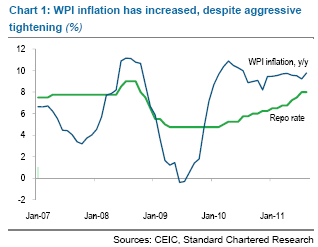 Chart 1: WPI inflation has increased, despite aggressive
tightening (%)
12
10
8
6
4
2
0
-2
WPI inflation, y/y
Repo rate
Jan-07
Jan-08
Jan-09
Jan-10
Jan-11
Sources: CEIC, Standard Chartered Research